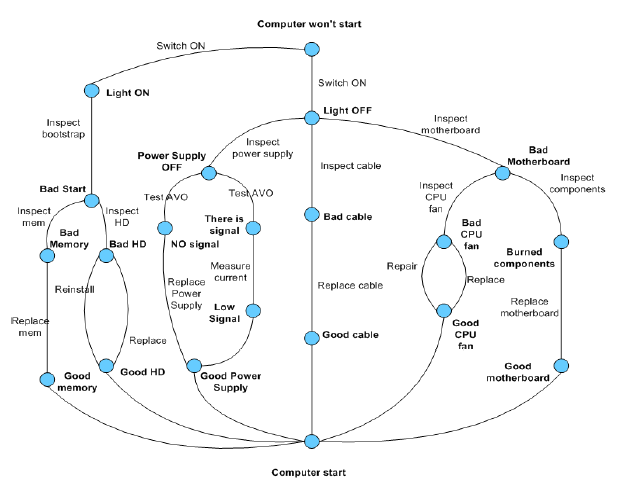 Computer won't start
Switch ON
Switch ON
Light ON
Light OFF
Inspect
bootstrap
Inspect
power supply
Inspect
motherboard
Power Supply
OFF
Inspect cable
Bad
Motherboard
Bad Start
Test AVO
Test AVO
Inspect
CPU
fan
Inspect
components
Inspect
mem
Inspect
HD
There is
signal
Bad cable
Bad
CPU
fan
Bad
Memory
Bad HD
NO signal
Burned
components
Measure
current
Repair
Replace
Reinstall
Replace
Power
Supply
Replace cable
Replace
motherboard
Low
Signal
Replace
mem
Replace
Good cable
Good
CPU
fan
Good
memory
Good HD
Good Power
Supply
Good
motherboard
Computer start